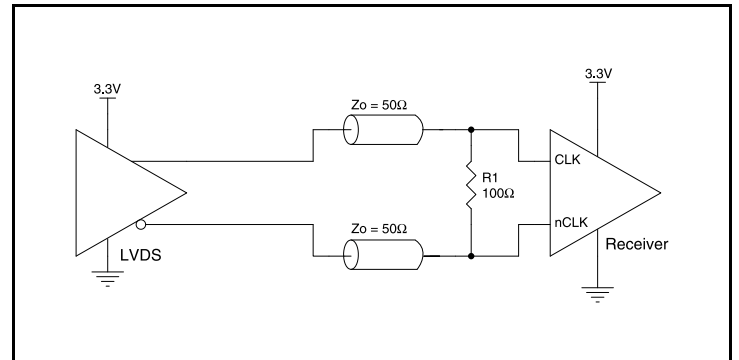 3.3V
3.3V
Zo = 50Ω
CLK
R1
100Ω
nCLK
Zo = 50Ω
Receiver
LVDS